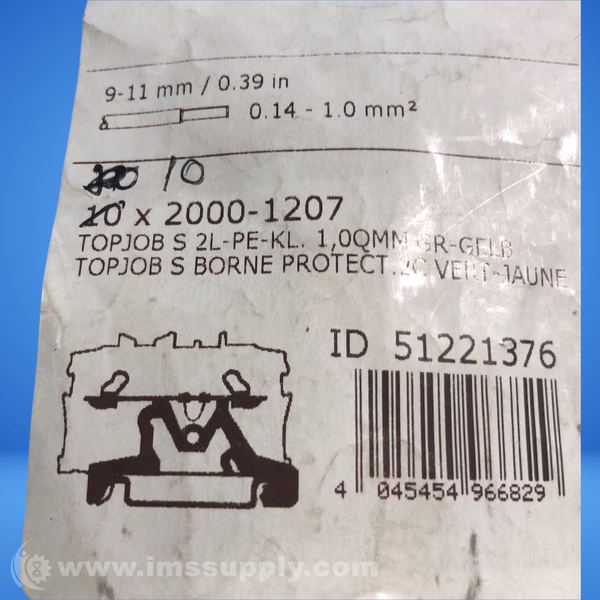 9-11 mm / 0.39 in
0.14 - 1.0 mm²
10
10 x 2000-1207
TOPJOB S 2L-PE-KL. 1,0QMM GR-GELB
TOPJOB S BORNE PROTECT.2C VERT-JAUNE
ID 51221376
4 045454 966829
www.imssupply.com